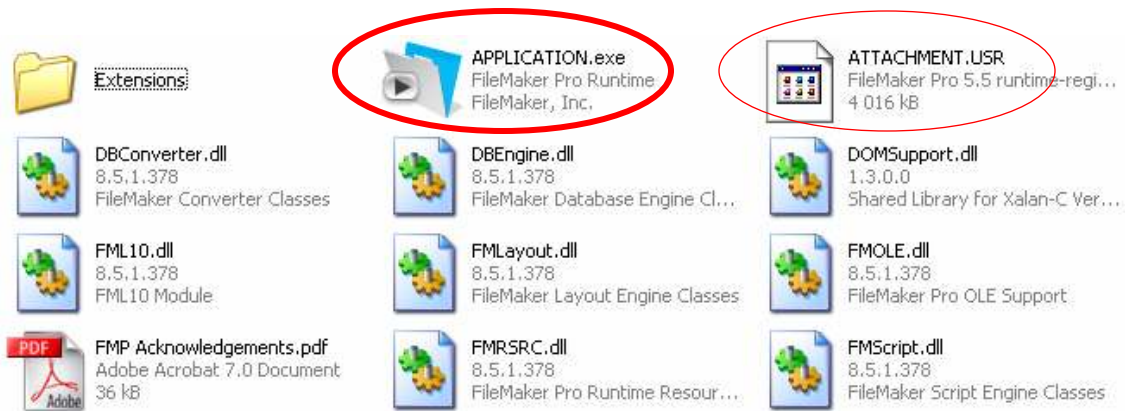 Extensions
APPLICATION.exe
FileMaker Pro Runtime
FileMaker, Inc.
ATTACHMENT.USR
FileMaker Pro 5.5 runtime-regi...
4 016 kB
DBConverter.dll
8.5.1.378
FileMaker Converter Classes
DBEngine.dll
8.5.1.378
FileMaker Database Engine Cl...
DOMSupport.dll
1.3.0.0
Shared Library for Xalan-C Ver...
FML10.dll
8.5.1.378
FML10 Module
FMLayout.dll
8.5.1.378
FileMaker Layout Engine Classes
FMOLE.dll
8.5.1.378
FileMaker Pro OLE Support
PDF
Adobe
FMP Acknowledgements.pdf
Adobe Acrobat 7.0 Document
36 kB
FMRSRC.dll
8.5.1.378
FileMaker Pro Runtime Resour...
FMScript.dll
8.5.1.378
FileMaker Script Engine Classes